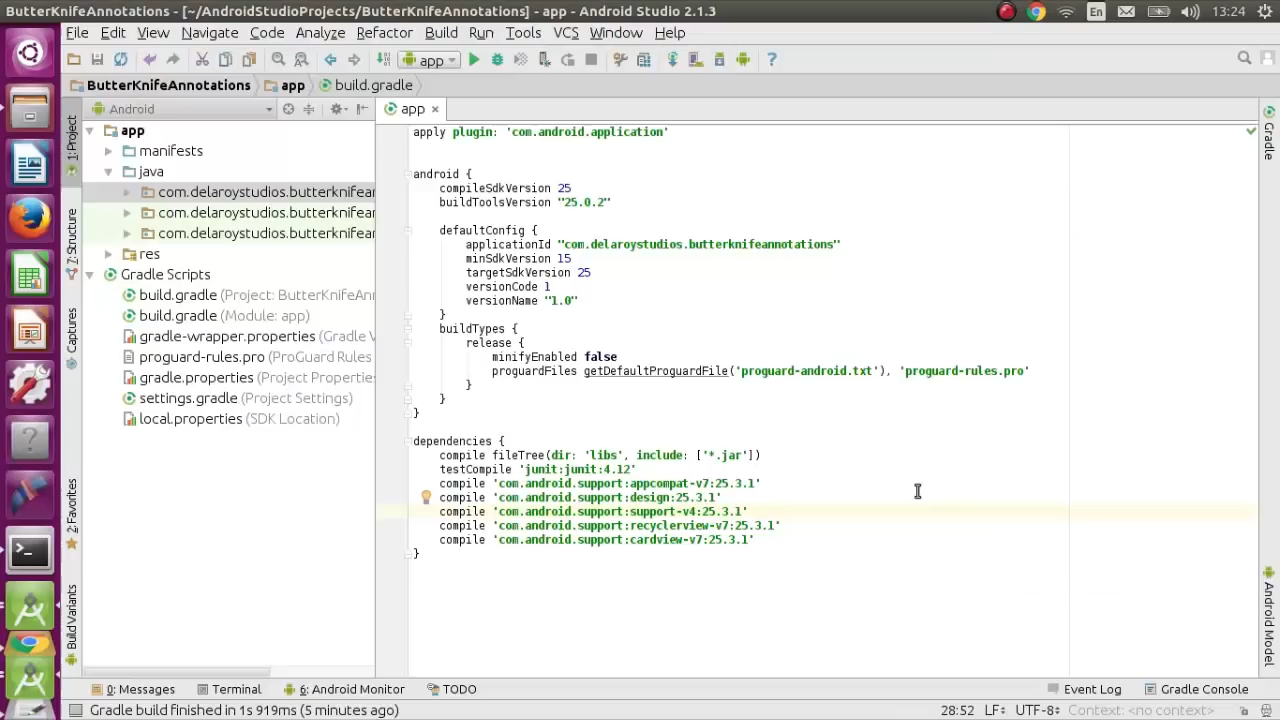 ButterKnifeAnnotations - [~/AndroidStudioProjects/ButterKnifeAnnotations] - app - Android Studio 2.1.3
En
13:24
File Edit View Navigate Code Analyze Refactor Build Run Tools VCS Window Help
app
ButterKnifeAnnotations app build.gradle
Android
app
manifests
java
com.delaroystudios.butterknifear
com.delaroystudios.butterknifear
com.delaroystudios.butterknifear
res
Gradle Scripts
build.gradle (Project: ButterKnifeAnn
build.gradle (Module: app)
gradle-wrapper.properties (Gradle V
proguard-rules.pro (ProGuard Rules
gradle.properties (Project Properties
settings.gradle (Project Settings)
local.properties (SDK Location)
1: Project
7: Structure
Captures
2: Favorites
Build Variants
app
apply plugin: 'com.android.application'
android {
compileSdkVersion 25
buildToolsVersion "25.0.2"
defaultConfig {
applicationId "com.delaroystudios.butterknifeannotations"
minSdkVersion 15
targetSdkVersion 25
versionCode 1
versionName "1.0"
}
buildTypes {
release {
minifyEnabled false
proguardFiles getDefaultProguardFile('proguard-android.txt'), 'proguard-rules.pro'
}
}
}
dependencies {
compile fileTree(dir: 'libs', include: ['*.jar'])
testCompile 'junit:junit:4.12'
compile 'com.android.support:appcompat-v7:25.3.1'
compile 'com.android.support:design:25.3.1'
compile 'com.android.support:support-v4:25.3.1'
compile 'com.android.support:recyclerview-v7:25.3.1'
compile 'com.android.support:cardview-v7:25.3.1'
}
Gradle
Android Model
0: Messages Terminal 6: Android Monitor TODO Event Log Gradle Console
Gradle build finished in 1s 919ms (5 minutes ago) 28:52 LF UTF-8 Context: <no context>